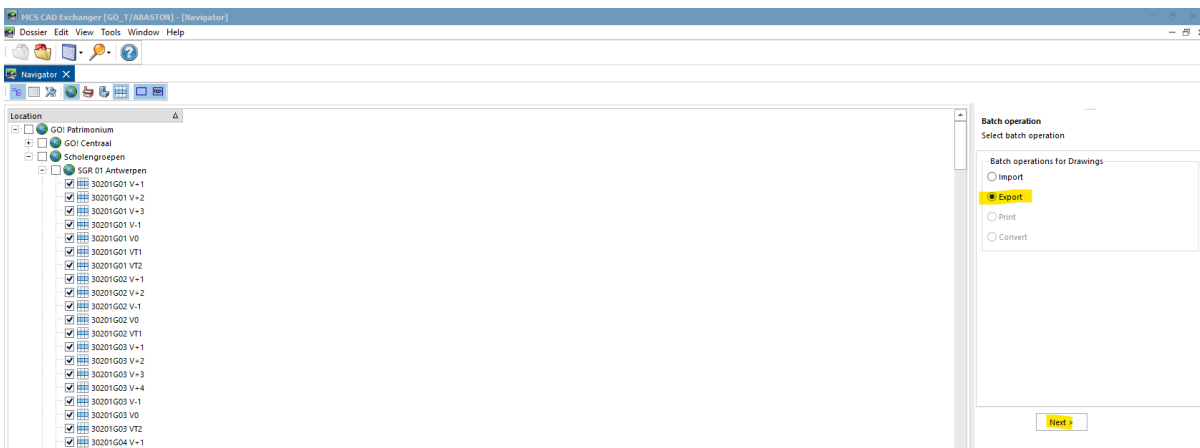 MCS CAD Exchanger [GO_T/ABASTON] - [Navigator]
Dossier Edit View Tools Window Help
Navigator
Location
GO! Patrimonium
GO! Centraal
Scholengroepen
SGR 01 Antwerpen
30201G01 V+1
30201G01 V+2
30201G01 V+3
30201G01 V-1
30201G01 V0
30201G01 VT1
30201G01 VT2
30201G02 V+1
30201G02 V+2
30201G02 V-1
30201G02 V0
30201G02 VT1
30201G03 V+1
30201G03 V+2
30201G03 V+3
30201G03 V+4
30201G03 V-1
30201G03 V0
30201G03 VT2
30201G04 V+1
Batch operation
Select batch operation
Batch operations for Drawings
Import
Export
Print
Convert
Next >